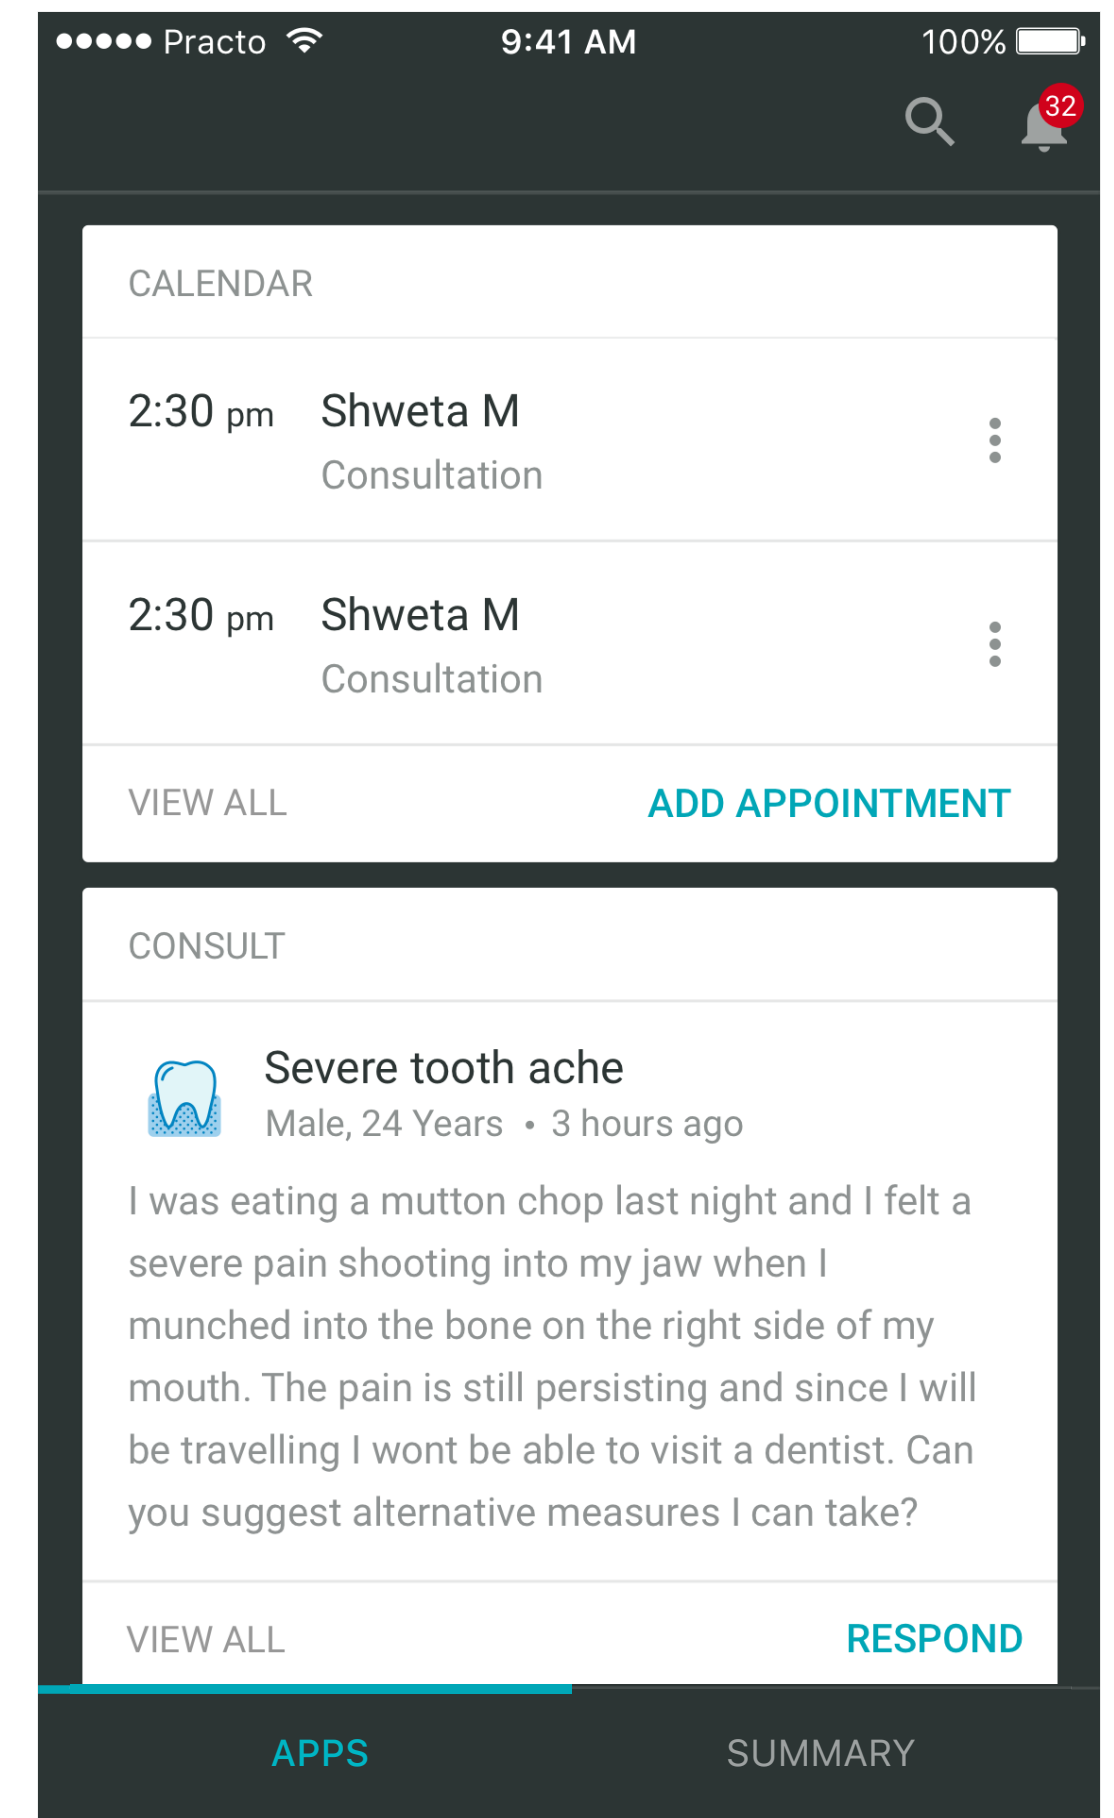 Practo 9:41 AM 100%
32
CALENDAR
2:30 pm Shweta M
Consultation
2:30 pm Shweta M
Consultation
VIEW ALL ADD APPOINTMENT
CONSULT
Severe tooth ache
Male, 24 Years • 3 hours ago
I was eating a mutton chop last night and I felt a
severe pain shooting into my jaw when I
munched into the bone on the right side of my
mouth. The pain is still persisting and since I will
be travelling I wont be able to visit a dentist. Can
you suggest alternative measures I can take?
VIEW ALL RESPOND
APPS SUMMARY